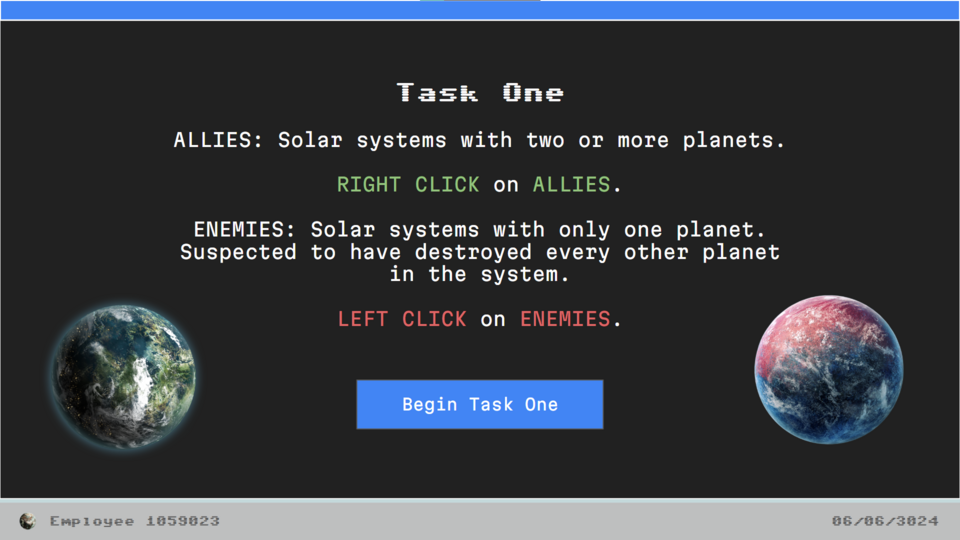 Task One
ALLIES: Solar systems with two or more planets.
RIGHT CLICK on ALLIES.
ENEMIES: Solar systems with only one planet.
Suspected to have destroyed every other planet
in the system.
LEFT CLICK on ENEMIES.
Begin Task One
Employee 1059023
06/06/3024